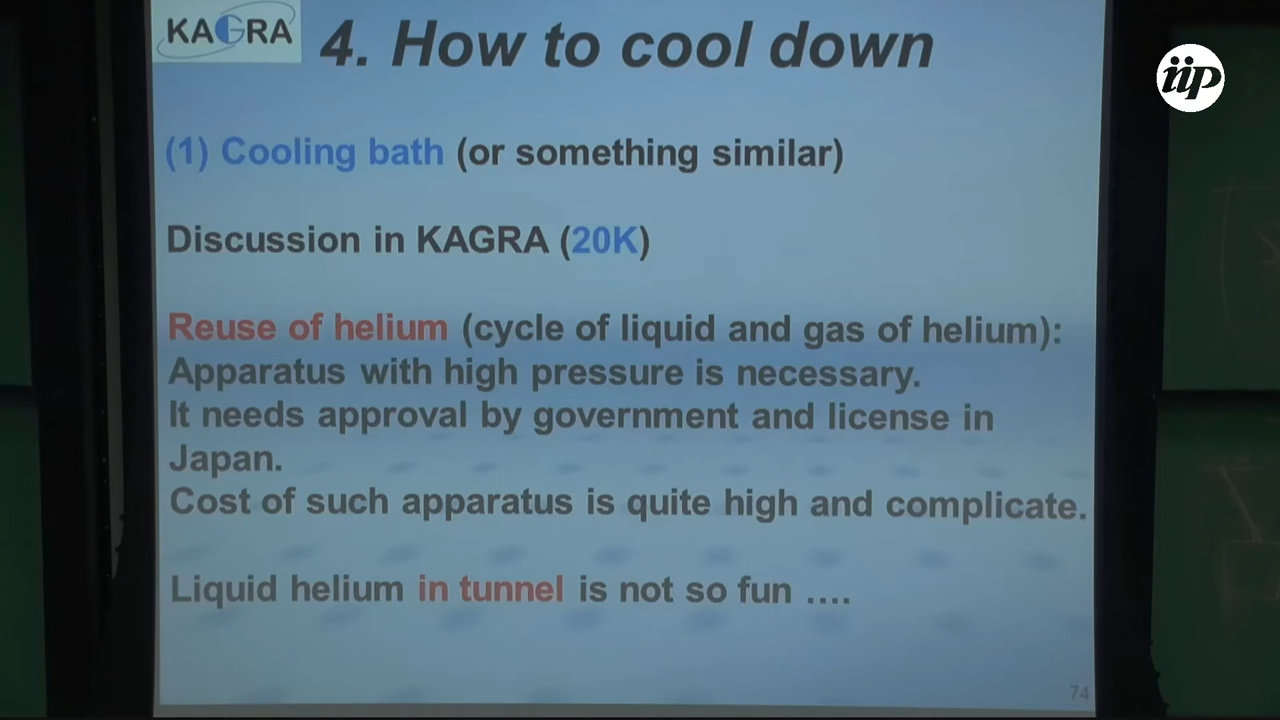 KAGRA
4. How to cool down
iip
(1) Cooling bath (or something similar)
Discussion in KAGRA (20K)
Reuse of helium (cycle of liquid and gas of helium):
Apparatus with high pressure is necessary.
It needs approval by government and license in
Japan.
Cost of such apparatus is quite high and complicate.
Liquid helium in tunnel is not so fun ....
74